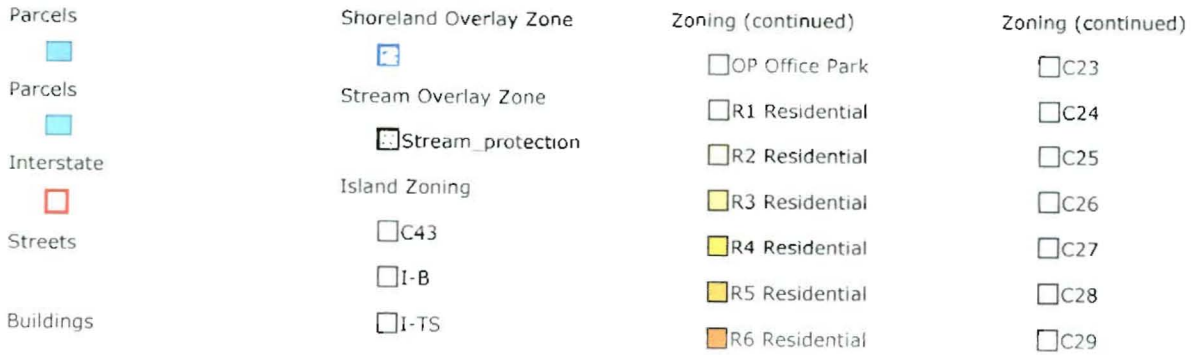 Parcels
Parcels
Interstate
Streets
Buildings
Shoreland Overlay Zone
Stream Overlay Zone
Stream_protection
Island Zoning
C43
I-B
I-TS
Zoning (continued)
OP Office Park
R1 Residential
R2 Residential
R3 Residential
R4 Residential
R5 Residential
R6 Residential
Zoning (continued)
C23
C24
C25
C26
C27
C28
C29